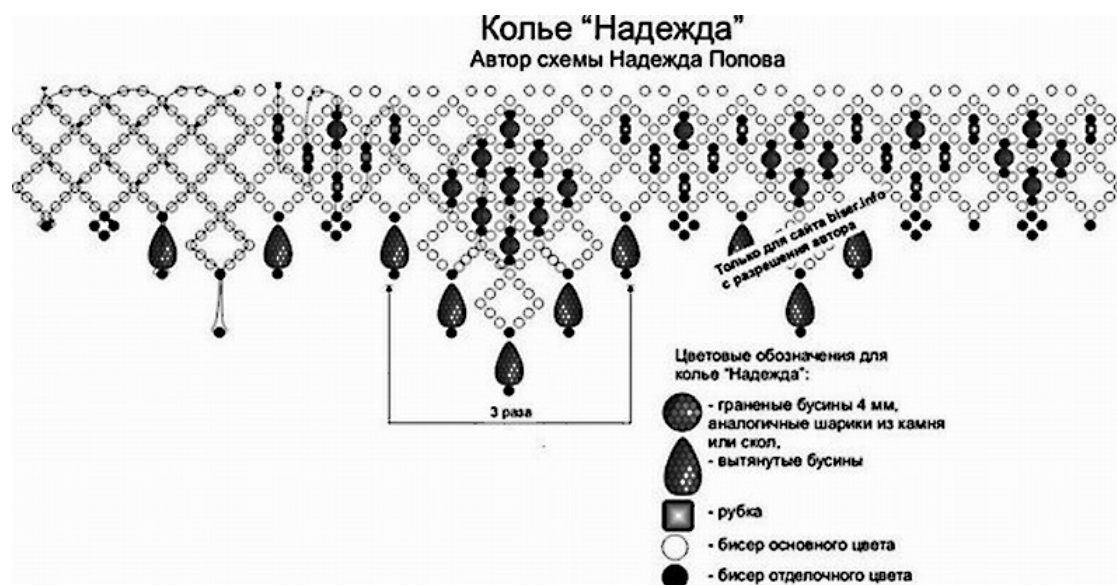 Колье “Надежда”
Автор схемы Надежда Попова
Только для сайта biser.info
с разрешения автора
3 раза
Цветовые обозначения для
колье “Надежда”:
- граненые бусины 4 мм,
аналогичные шарики из камня
или скол,
- вытянутые бусины
- рубка
- бисер основного цвета
- бисер отделочного цвета